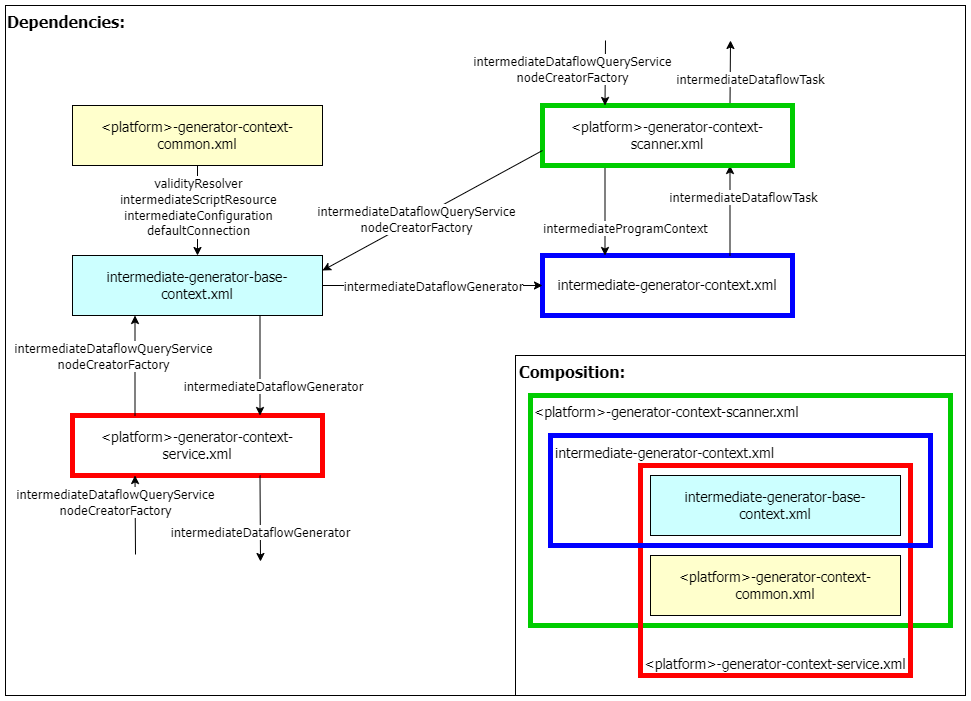 Dependencies:
intermediateDataflowQueryService
nodeCreatorFactory
intermediateDataflowTask
<platform>-generator-context-
common.xml
<platform>-generator-context-
scanner.xml
validityResolver
intermediateScriptResource
intermediateConfiguration
defaultConnection
intermediateDataflowQueryService
nodeCreatorFactory
intermediateDataflowTask
intermediateProgramContext
intermediate-generator-base-
context.xml
intermediateDataflowGenerator
intermediate-generator-context.xml
intermediateDataflowQueryService
nodeCreatorFactory
intermediateDataflowGenerator
<platform>-generator-context-
service.xml
intermediateDataflowQueryService
nodeCreatorFactory
intermediateDataflowGenerator
Composition:
<platform>-generator-context-scanner.xml
intermediate-generator-context.xml
intermediate-generator-base-
context.xml
<platform>-generator-context-
common.xml
<platform>-generator-context-service.xml